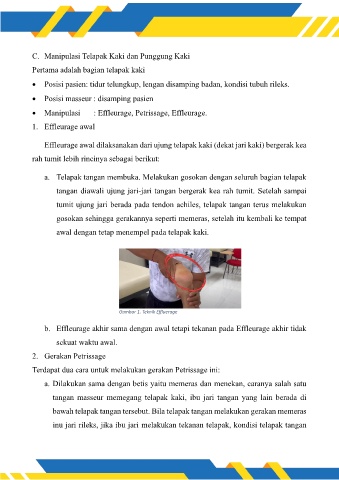 C. Manipulasi Telapak Kaki dan Punggung Kaki
Pertama adalah bagian telapak kaki
• Posisi pasien: tidur telungkup, lengan disamping badan, kondisi tubuh rileks.
• Posisi masseur : disamping pasien
• Manipulasi : Effleurage, Petrissage, Effleurage.
1. Effleurage awal
Effleurage awal dilaksanakan dari ujung telapak kaki (dekat jari kaki) bergerak kea
rah tumit lebih rincinya sebagai berikut:
a. Telapak tangan membuka. Melakukan gosokan dengan seluruh bagian telapak
tangan diawali ujung jari-jari tangan bergerak kea rah tumit. Setelah sampai
tumit ujung jari berada pada tendon achiles, telapak tangan terus melakukan
gosokan sehingga gerakannya seperti memeras, setelah itu kembali ke tempat
awal dengan tetap menempel pada telapak kaki.
Gambar 1. Teknik Effluerage
b. Effleurage akhir sama dengan awal tetapi tekanan pada Effleurage akhir tidak
sekuat waktu awal.
2. Gerakan Petrissage
Terdapat dua cara untuk melakukan gerakan Petrissage ini:
a. Dilakukan sama dengan betis yaitu memeras dan menekan, caranya salah satu
tangan masseur memegang telapak kaki, ibu jari tangan yang lain berada di
bawah telapak tangan tersebut. Bila telapak tangan melakukan gerakan memeras
inu jari rileks, jika ibu jari melakukan tekanan telapak, kondisi telapak tangan